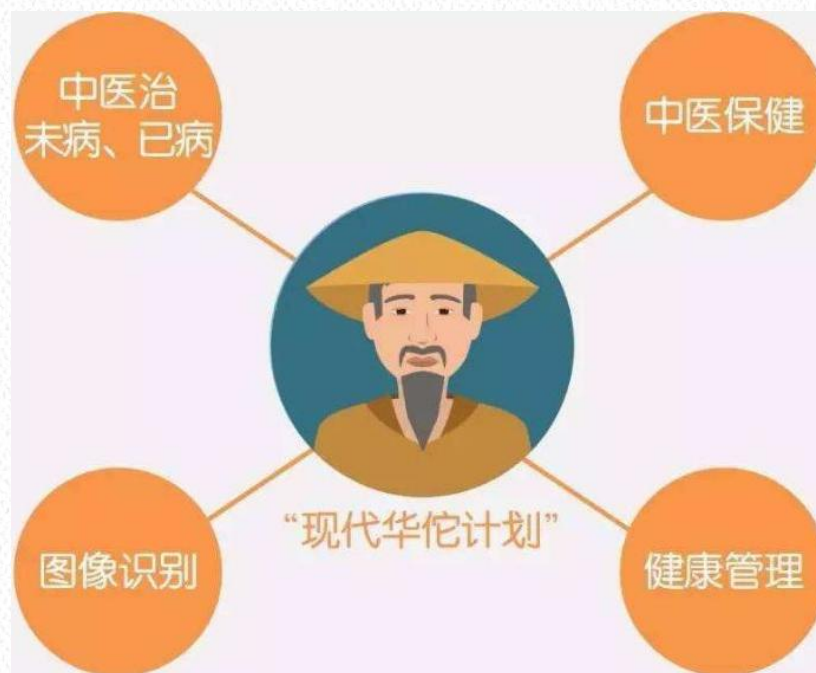 中医治
未病、已病
中医保健
“现代华佗计划”
图像识别
健康管理